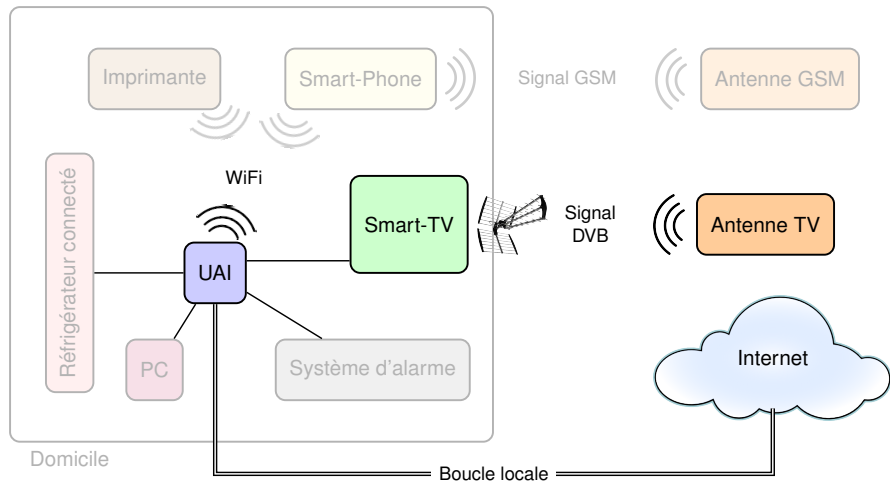 Imprimante
Smart-Phone
Signal GSM
Antenne GSM
Réfrigérateur connecté
WiFi
Smart-TV
Signal
DVB
Antenne TV
UAI
PC
Système d'alarme
Internet
Domicile
Boucle locale